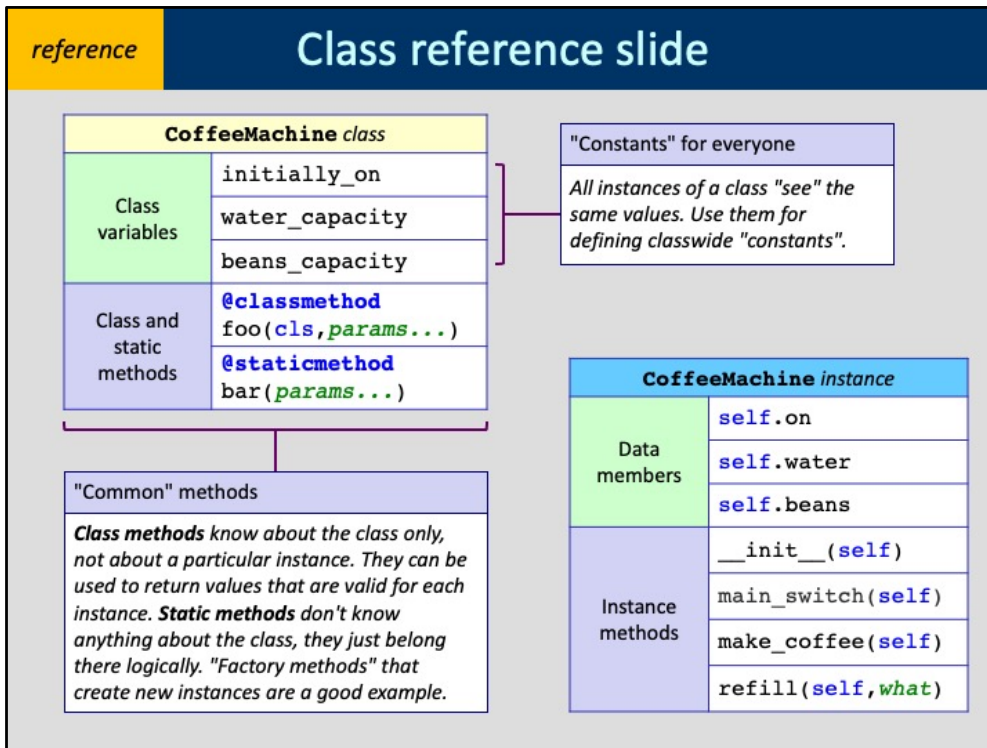 reference
Class reference slide
CoffeeMachine class
Class
variables
initially_on
water_capacity
beans_capacity
Class and
static
methods
@classmethod
foo(cls,params...)
@staticmethod
bar(params...)
"Constants" for everyone
All instances of a class "see" the
same values. Use them for
defining classwide "constants".
"Common" methods
Class methods know about the class only,
not about a particular instance. They can be
used to return values that are valid for each
instance. Static methods don't know
anything about the class, they just belong
there logically. "Factory methods" that
create new instances are a good example.
CoffeeMachine instance
Data
members
self.on
self.water
self.beans
Instance
methods
__init__(self)
main_switch(self)
make_coffee(self)
refill(self,what)